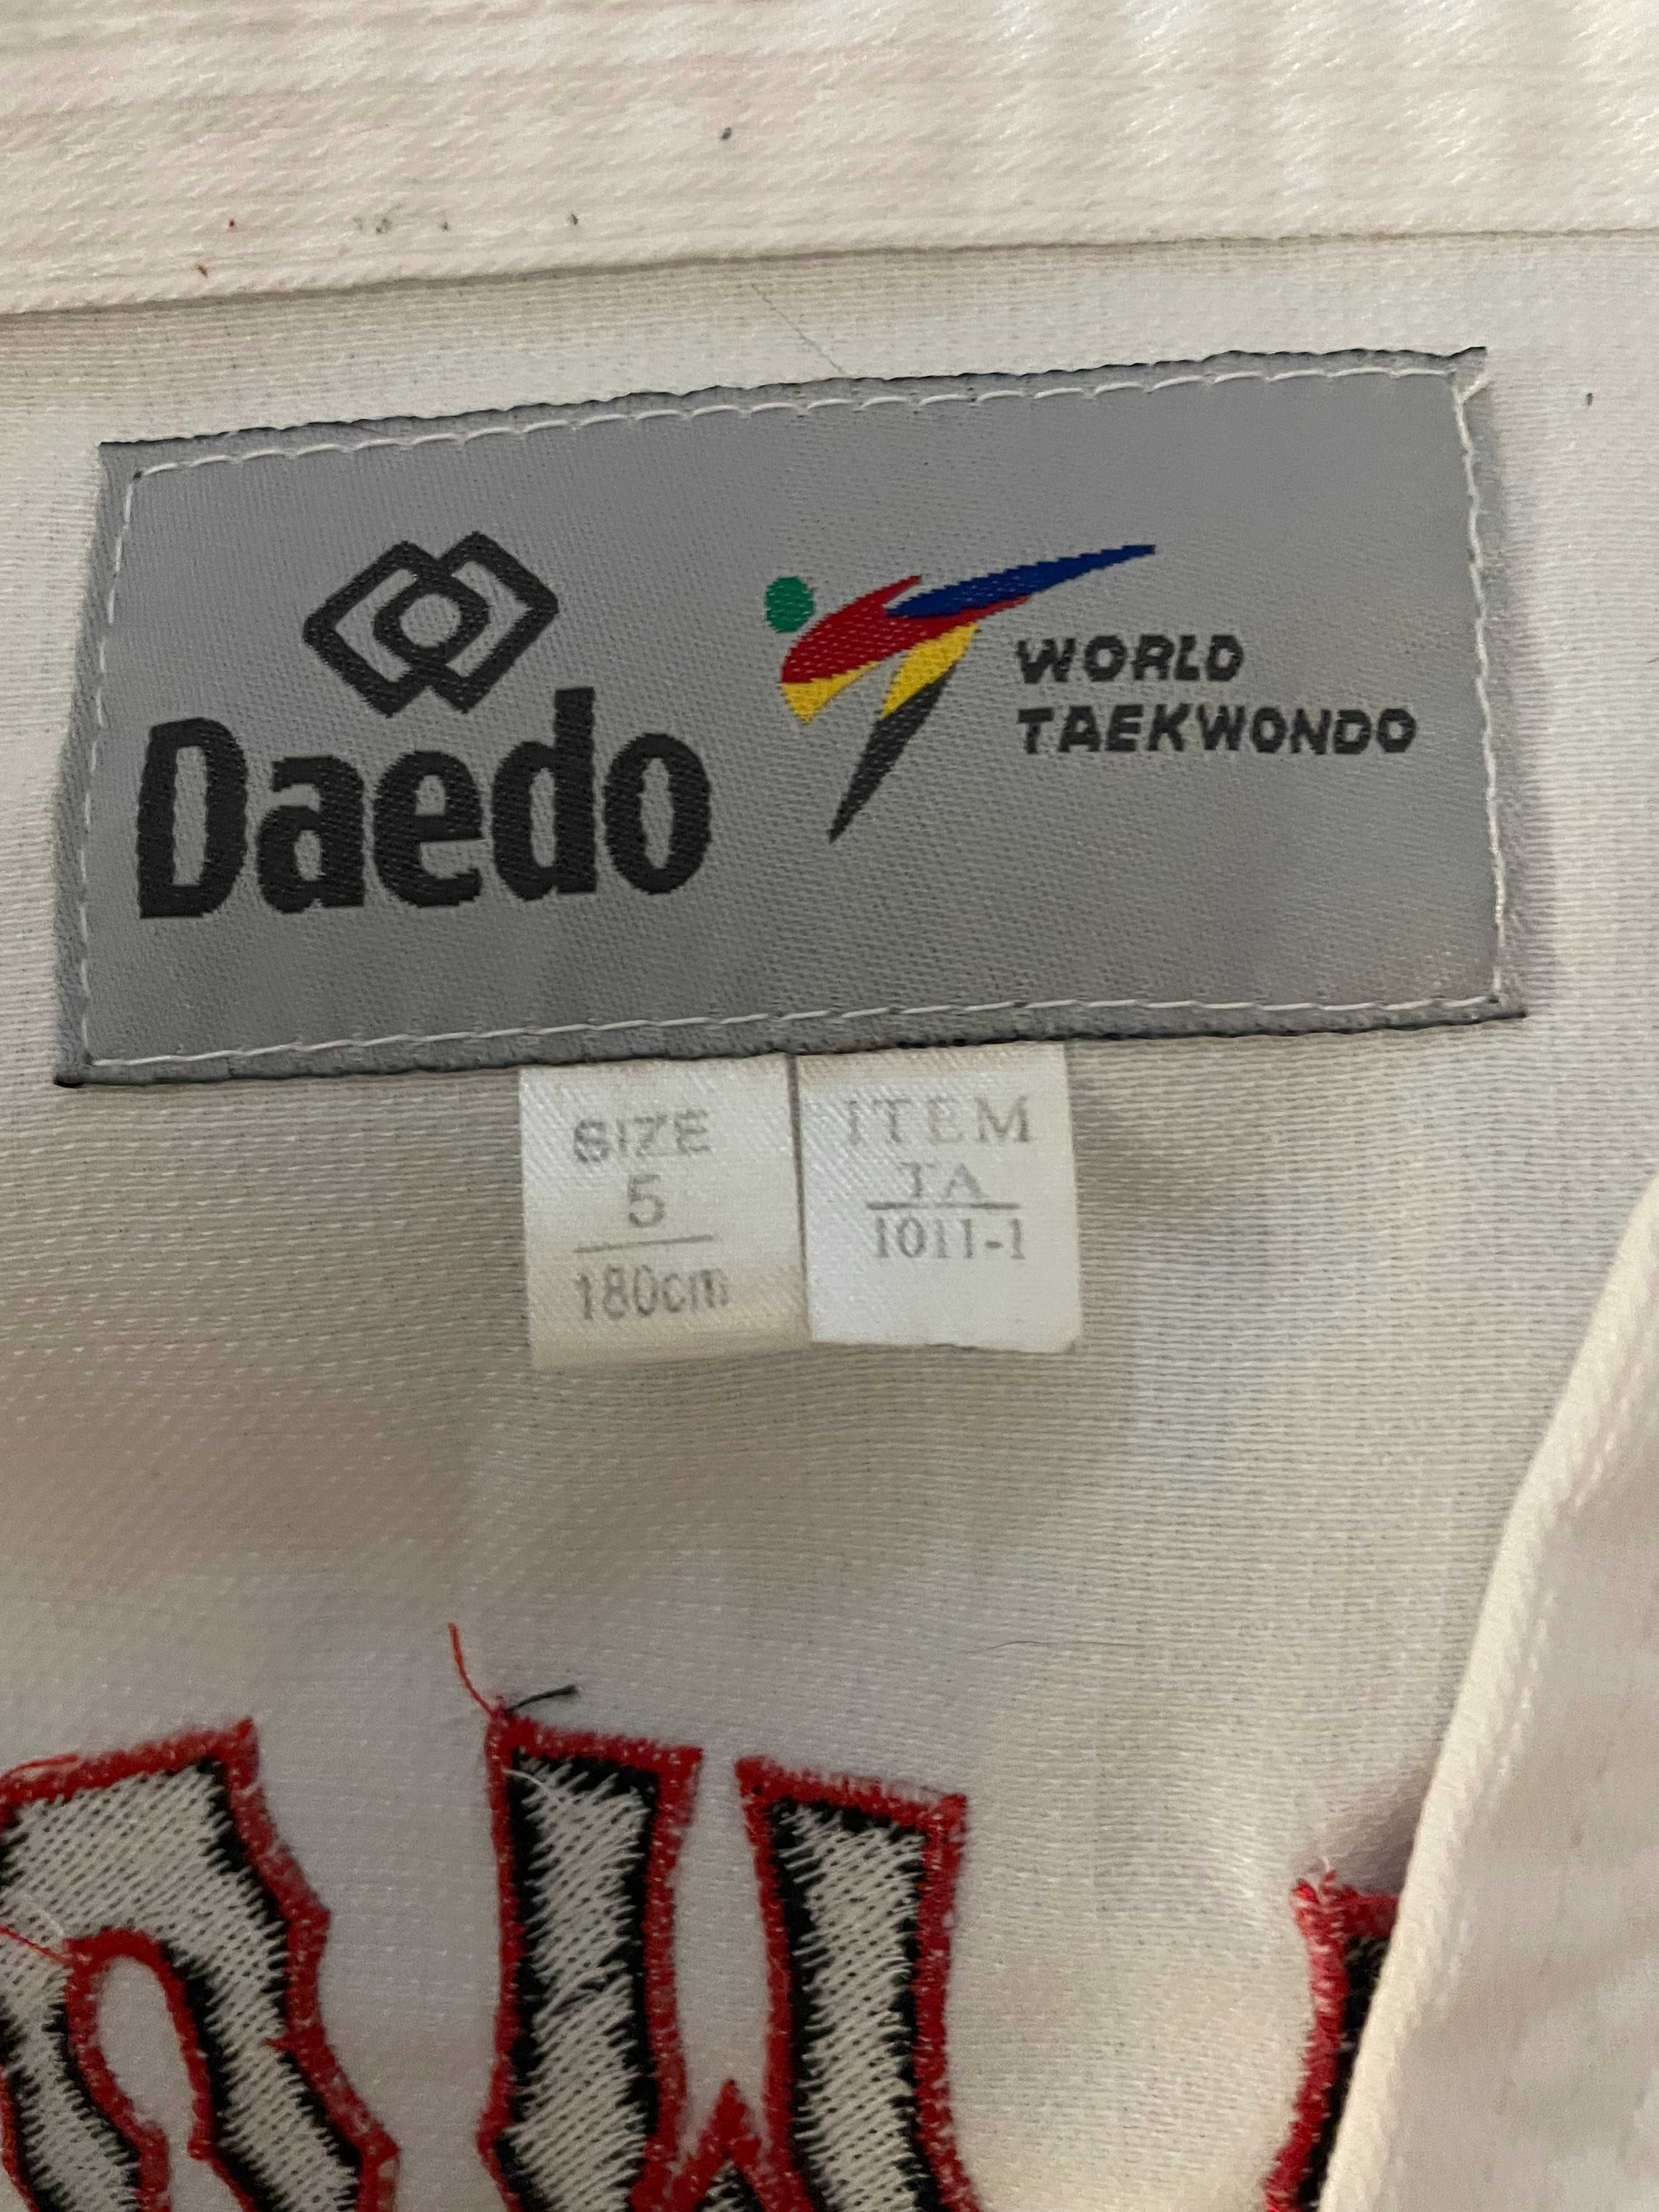 Daedo
WORLD
TAEKWONDO
SIZE
5
180cm
ITEM
TA
1011-1